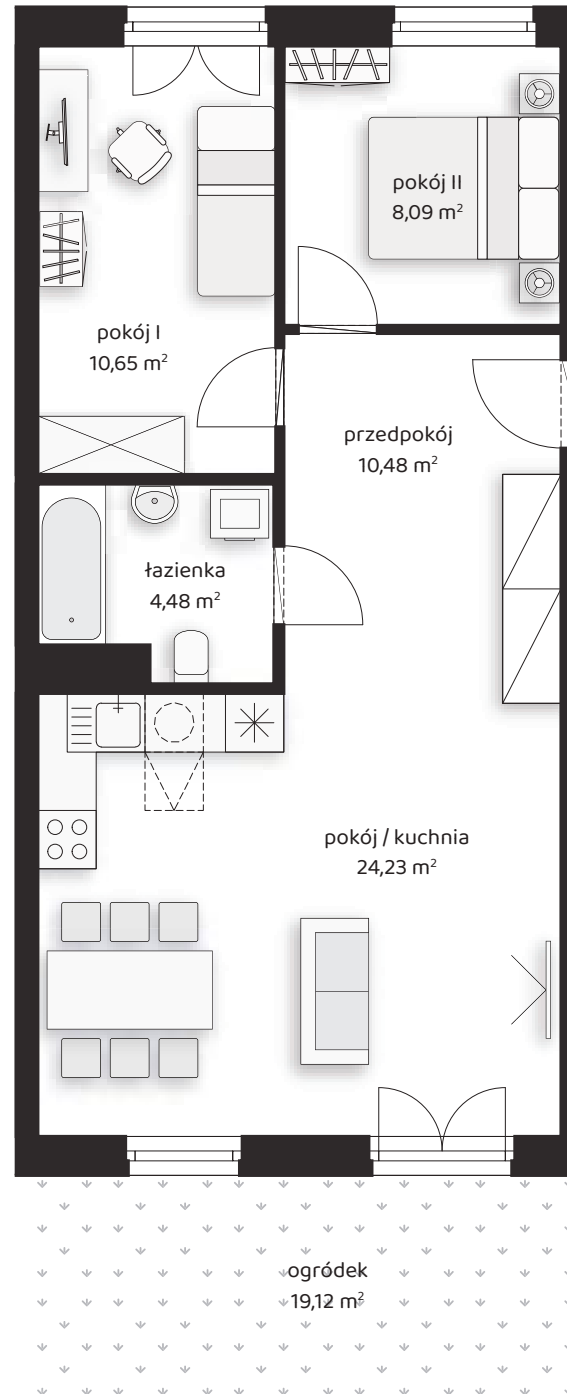 pokój II
8,09 m²
pokój I
10,65 m²
przedpokój
10,48 m²
łazienka
4,48 m²
pokój / kuchnia
24,23 m²
ogródek
19,12 m²